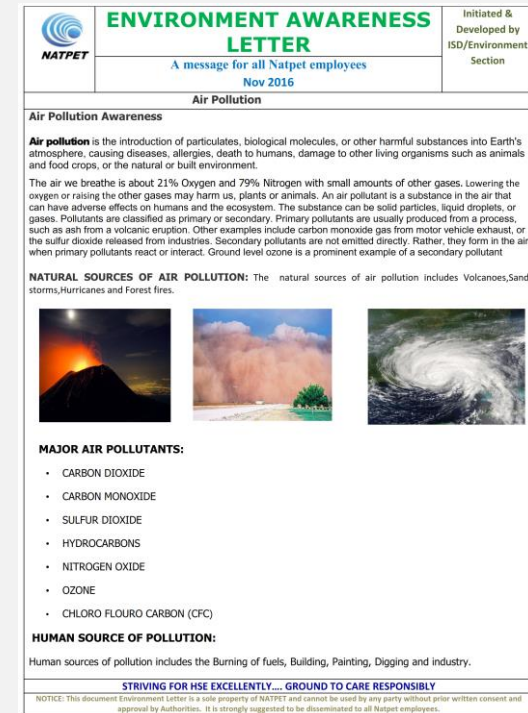 NATPET
ENVIRONMENT AWARENESS
LETTER
A message for all Natpet employees
Nov 2016
Initiated &
Developed by
ISD/Environment
Section
Air Pollution
Air Pollution Awareness
Air pollution is the introduction of particulates, biological molecules, or other harmful substances into Earth's
atmosphere, causing diseases, allergies, death to humans, damage to other living organisms such as animals
and food crops, or the natural or built environment.
The air we breathe is about 21% Oxygen and 79% Nitrogen with small amounts of other gases. Lowering the
oxygen or raising the other gases may harm us, plants or animals. An air pollutant is a substance in the air that
can have adverse effects on humans and the ecosystem. The substance can be solid particles, liquid droplets, or
gases. Pollutants are classified as primary or secondary. Primary pollutants are usually produced from a process,
such as ash from a volcanic eruption. Other examples include carbon monoxide gas from motor vehicle exhaust, or
the sulfur dioxide released from industries. Secondary pollutants are not emitted directly. Rather, they form in the air
when primary pollutants react or interact. Ground level ozone is a prominent example of a secondary pollutant
NATURAL SOURCES OF AIR POLLUTION: The natural sources of air pollution includes Volcanoes,Sand
storms,Hurricanes and Forest fires.
MAJOR AIR POLLUTANTS:
• CARBON DIOXIDE
• CARBON MONOXIDE
• SULFUR DIOXIDE
• HYDROCARBONS
• NITROGEN OXIDE
• OZONE
• CHLORO FLOURO CARBON (CFC)
HUMAN SOURCE OF POLLUTION:
Human sources of pollution includes the Burning of fuels, Building, Painting, Digging and industry.
STRIVING FOR HSE EXCELLENTLY.... GROUND TO CARE RESPONSIBLY
NOTICE: This document Environment Letter is a sole property of NATPET and cannot be used by any party without prior written consent and
approval by Authorities. It is strongly suggested to be disseminated to all Natpet employees.